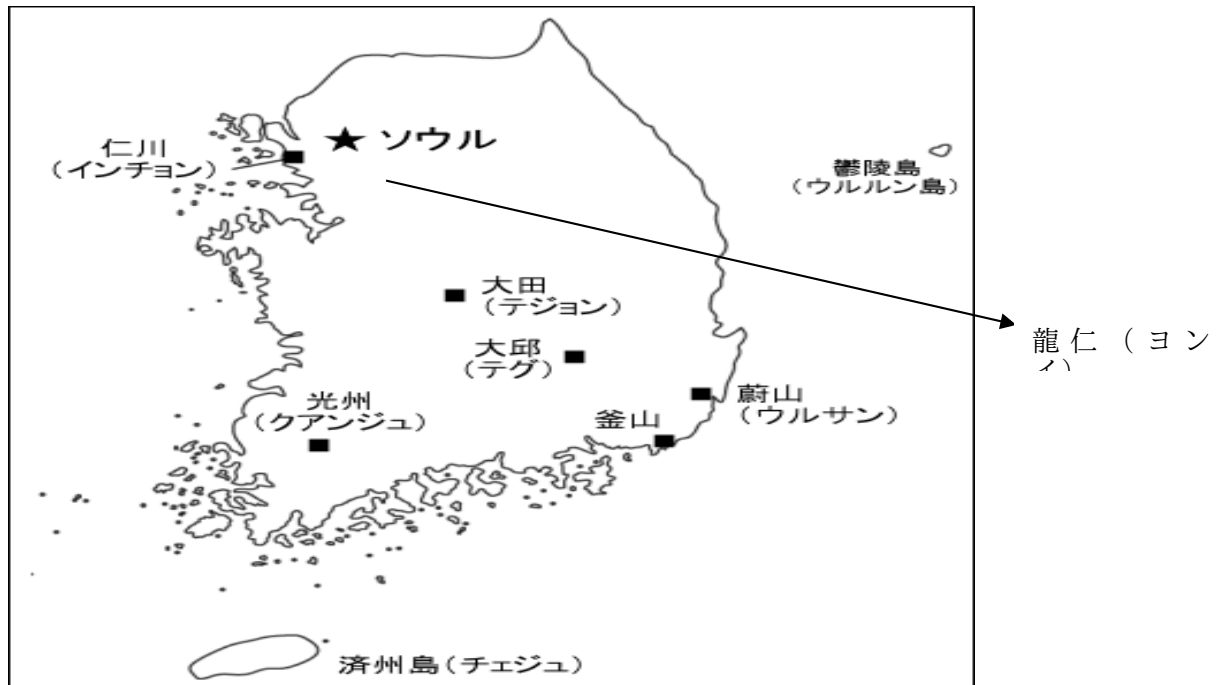 ソウル
仁川
(インチョン)
鬱陵島
(ウルルン島)
大田
(テジョン)
龍仁(ヨン
イ)
大邱
(テグ)
蔚山
(ウルサン)
光州
(クアンジュ)
釜山
済州島(チェジュ)